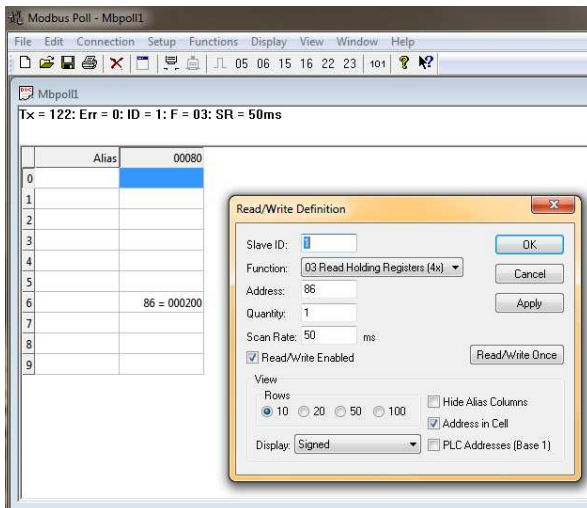 Modbus Poll - Mbpoll1
File Edit Connection Setup Functions Display View Window Help
05 06 15 16 22 23 101
Mbpoll1
Tx = 122: Err = 0: ID = 1: F = 03: SR = 50ms
Alias 00080
0
1
2
3
4
5
6 86 = 000200
7
8
9
Read/Write Definition
Slave ID: 1 OK
Function: 03 Read Holding Registers (4x) Cancel
Address: 86
Quantity: 1 Apply
Scan Rate: 50 ms
Read/Write Enabled Read/Write Once
View
Rows
10 20 50 100
Hide Alias Columns
Address in Cell
Display: Signed PLC Addresses (Base 1)